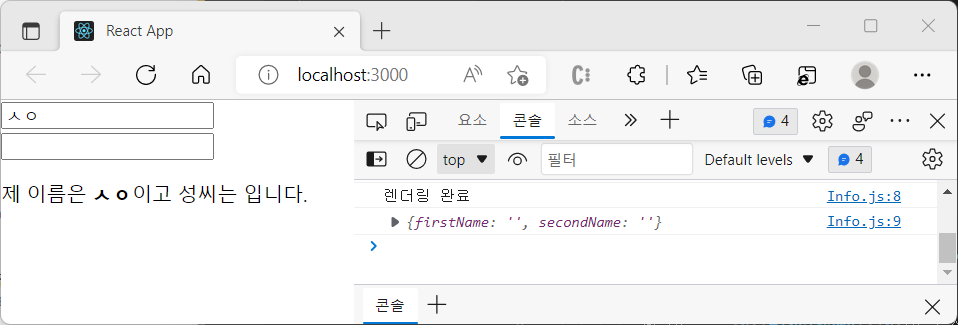 React App
localhost:3000
ㅅㅇ
제 이름은 ㅅㅇ이고 성씨는 입니다.
요소 콘솔 소스 4
top 필터 Default levels 4
렌더링 완료 Info.js:8
{firstName: '', secondName: ''} Info.js:9
콘솔